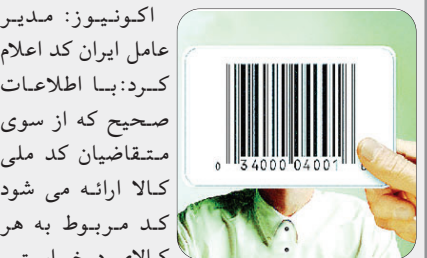 اکونیوز: مدیر
عامل ایران کد اعلام
کرد: با اطلاعات
صحیح که از سوی
متقاضیان کد ملی
کالا ارائه می شود
کد مربوط به هر
0 34000 04001